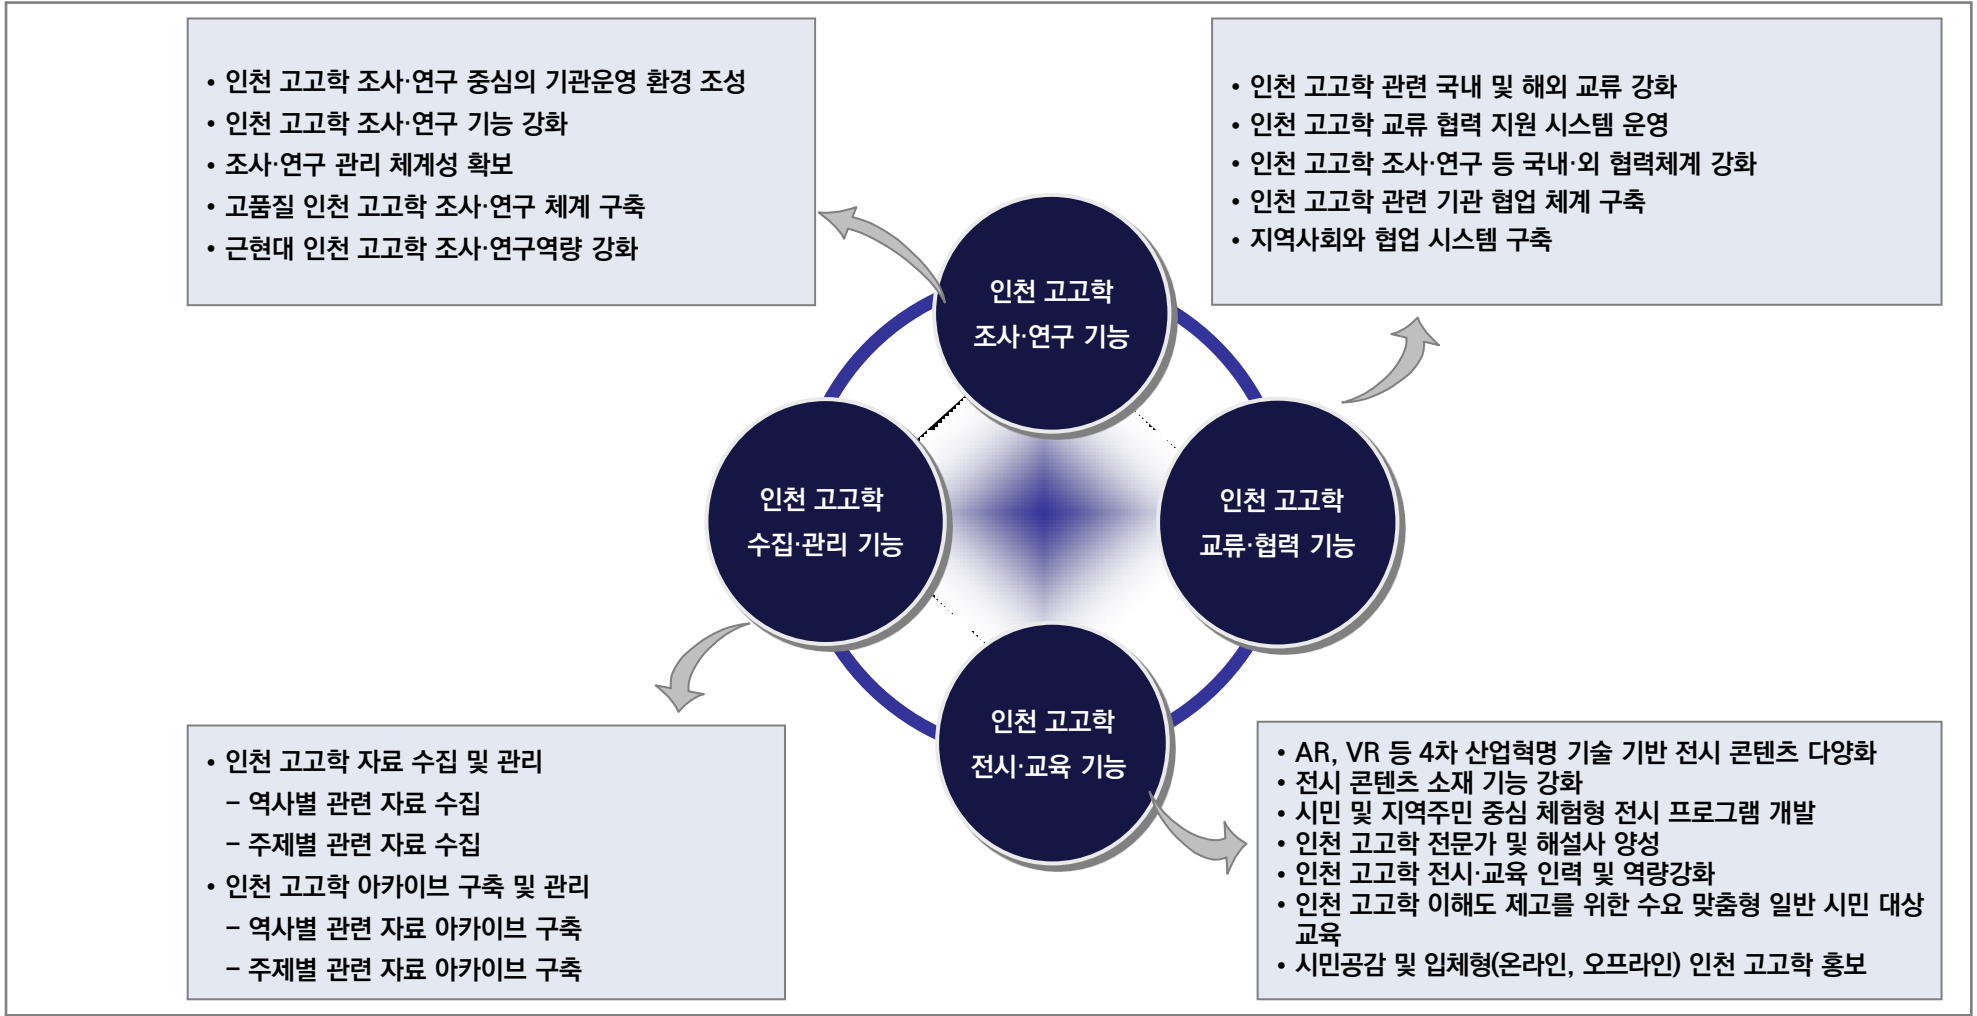 • 인천 고고학 조사·연구 중심의 기관운영 환경 조성
• 인천 고고학 조사·연구 기능 강화
• 조사·연구 관리 체계성 확보
• 고품질 인천 고고학 조사·연구 체계 구축
• 근현대 인천 고고학 조사·연구역량 강화
• 인천 고고학 관련 국내 및 해외 교류 강화
• 인천 고고학 교류 협력 지원 시스템 운영
• 인천 고고학 조사·연구 등 국내·외 협력체계 강화
• 인천 고고학 관련 기관 협업 체계 구축
• 지역사회와 협업 시스템 구축
인천 고고학
조사·연구 기능
인천 고고학
수집·관리 기능
인천 고고학
교류·협력 기능
인천 고고학
전시·교육 기능
• 인천 고고학 자료 수집 및 관리
– 역사별 관련 자료 수집
– 주제별 관련 자료 수집
• 인천 고고학 아카이브 구축 및 관리
– 역사별 관련 자료 아카이브 구축
– 주제별 관련 자료 아카이브 구축
• AR, VR 등 4차 산업혁명 기술 기반 전시 콘텐츠 다양화
• 전시 콘텐츠 소재 기능 강화
• 시민 및 지역주민 중심 체험형 전시 프로그램 개발
• 인천 고고학 전문가 및 해설사 양성
• 인천 고고학 전시·교육 인력 및 역량강화
• 인천 고고학 이해도 제고를 위한 수요 맞춤형 일반 시민 대상
교육
• 시민공감 및 입체형(온라인, 오프라인) 인천 고고학 홍보